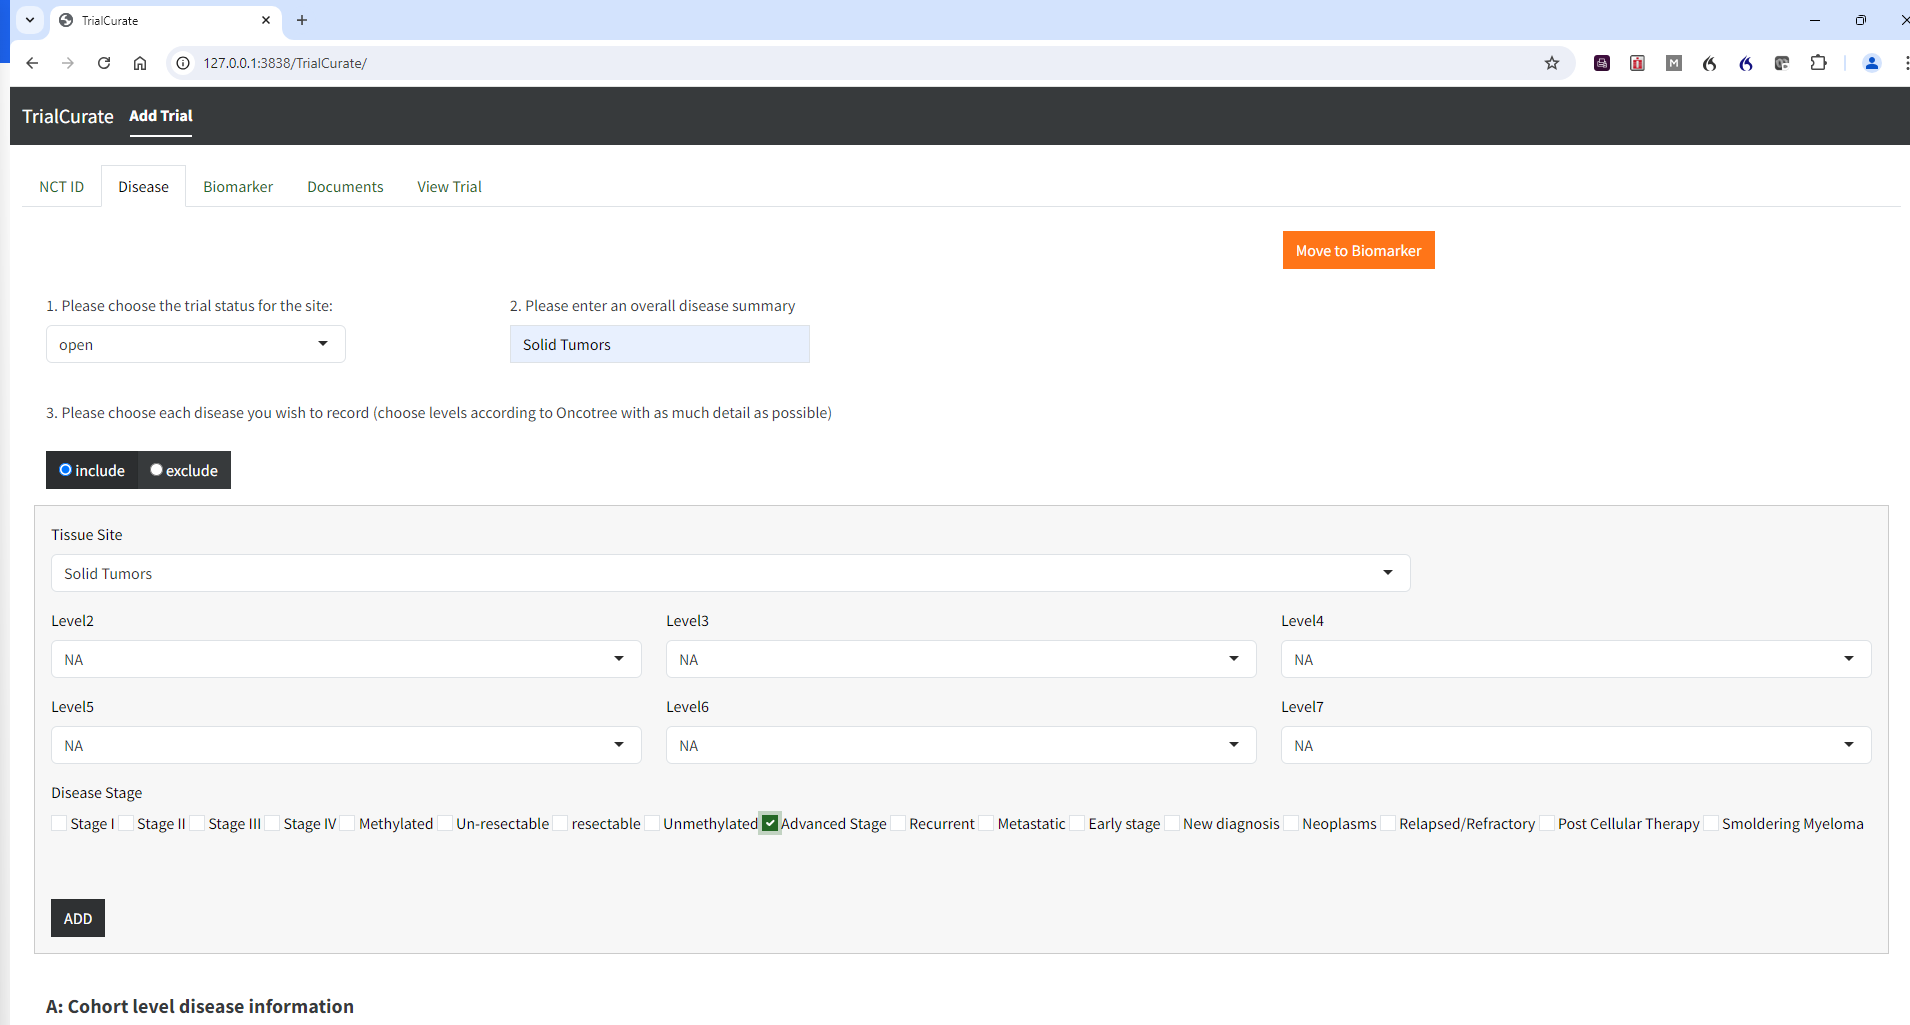 TrialCurate
127.0.0.1:3838/TrialCurate/
M
TrialCurate Add Trial
NCT ID Disease Biomarker Documents View Trial
Move to Biomarker
1. Please choose the trial status for the site: 2. Please enter an overall disease summary
open Solid Tumors
3. Please choose each disease you wish to record (choose levels according to Oncotree with as much detail as possible)
include exclude
Tissue Site
Solid Tumors
Level2 Level3 Level4
NA NA NA
Level5 Level6 Level7
NA NA NA
Disease Stage
Stage I Stage II Stage III Stage IV Methylated Un-resectable resectable Unmethylated Advanced Stage Recurrent Metastatic Early stage New diagnosis Neoplasms Relapsed/Refractory Post Cellular Therapy Smoldering Myeloma
ADD
A: Cohort level disease information